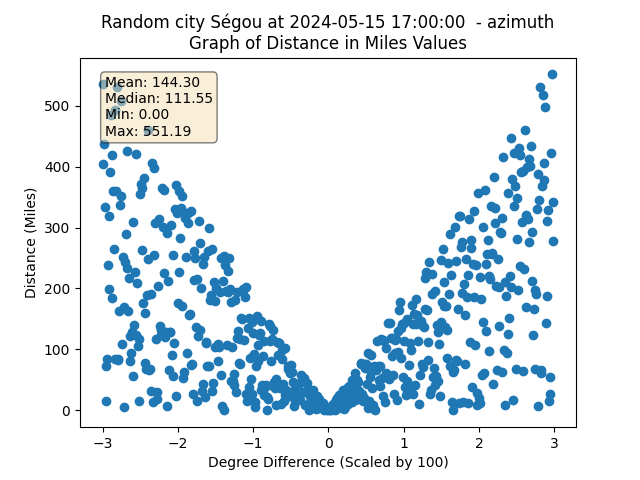 Random city Ségou at 2024-05-15 17:00:00  - azimuth
Graph of Distance in Miles Values
Mean: 144.30
Median: 111.55
Min: 0.00
Max: 551.19
Distance (Miles)
500
400
300
200
100
0
−3 −2 −1 0 1 2 3
Degree Difference (Scaled by 100)